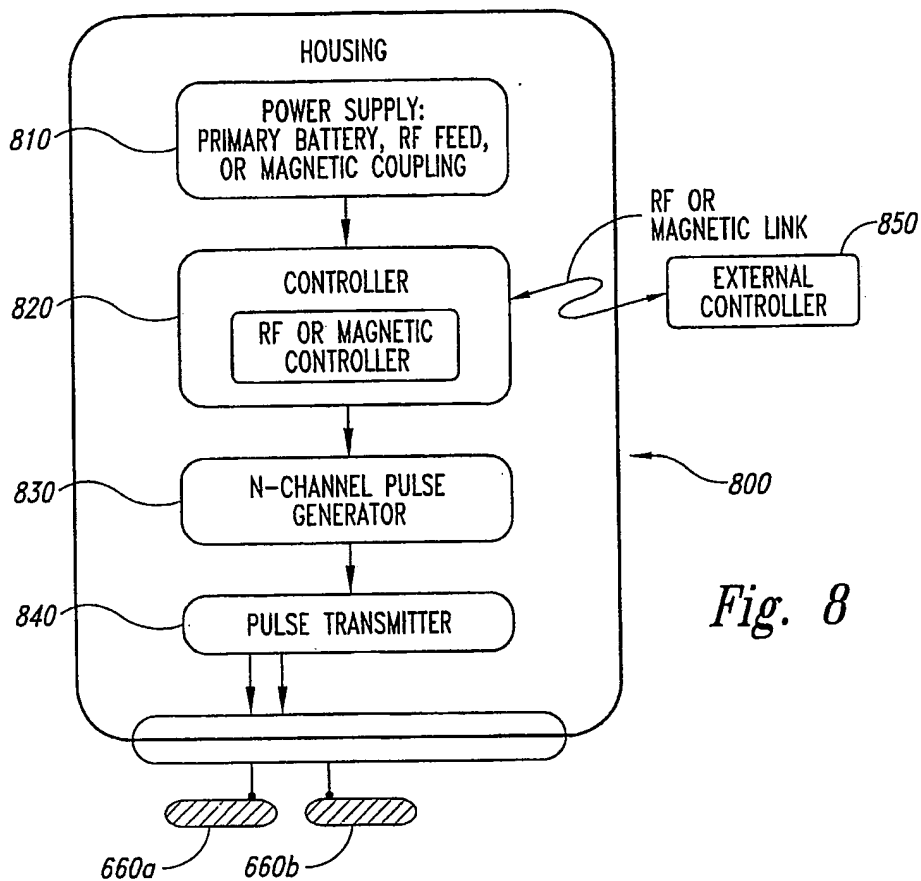 HOUSING
810
POWER SUPPLY:
PRIMARY BATTERY, RF FEED,
OR MAGNETIC COUPLING
RF OR
MAGNETIC LINK
850
EXTERNAL
CONTROLLER
820
CONTROLLER
RF OR MAGNETIC
CONTROLLER
830
N-CHANNEL PULSE
GENERATOR
800
840
PULSE TRANSMITTER
Fig. 8
660a
660b